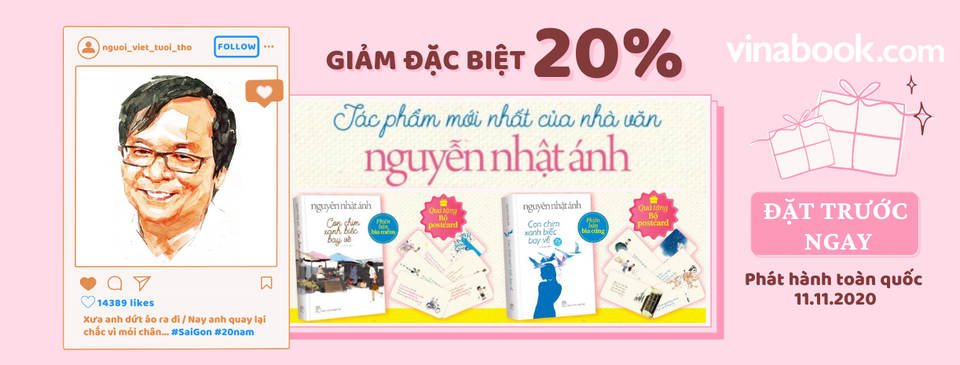 nguoi_viet_tuoi_tho
FOLLOW
14389 likes
Xưa anh dứt áo ra đi / Nay anh quay lại
chắc vì mỏi chân... #SaiGon #20nam
GIẢM ĐẶC BIỆT 20%
Tác phẩm mới nhất của nhà văn
nguyễn nhật ánh
nguyễn nhật ánh
Con chim
xanh biếc
bay về
Phiên
bản
bìa mềm
Quà tặng
Bộ
postcard
nguyễn nhật ánh
Con chim
xanh biếc
bay về
Phiên
bản
bìa cứng
Quà tặng
Bộ
postcard
vinabook.com
ĐẶT TRƯỚC
NGAY
Phát hành toàn quốc
11.11.2020